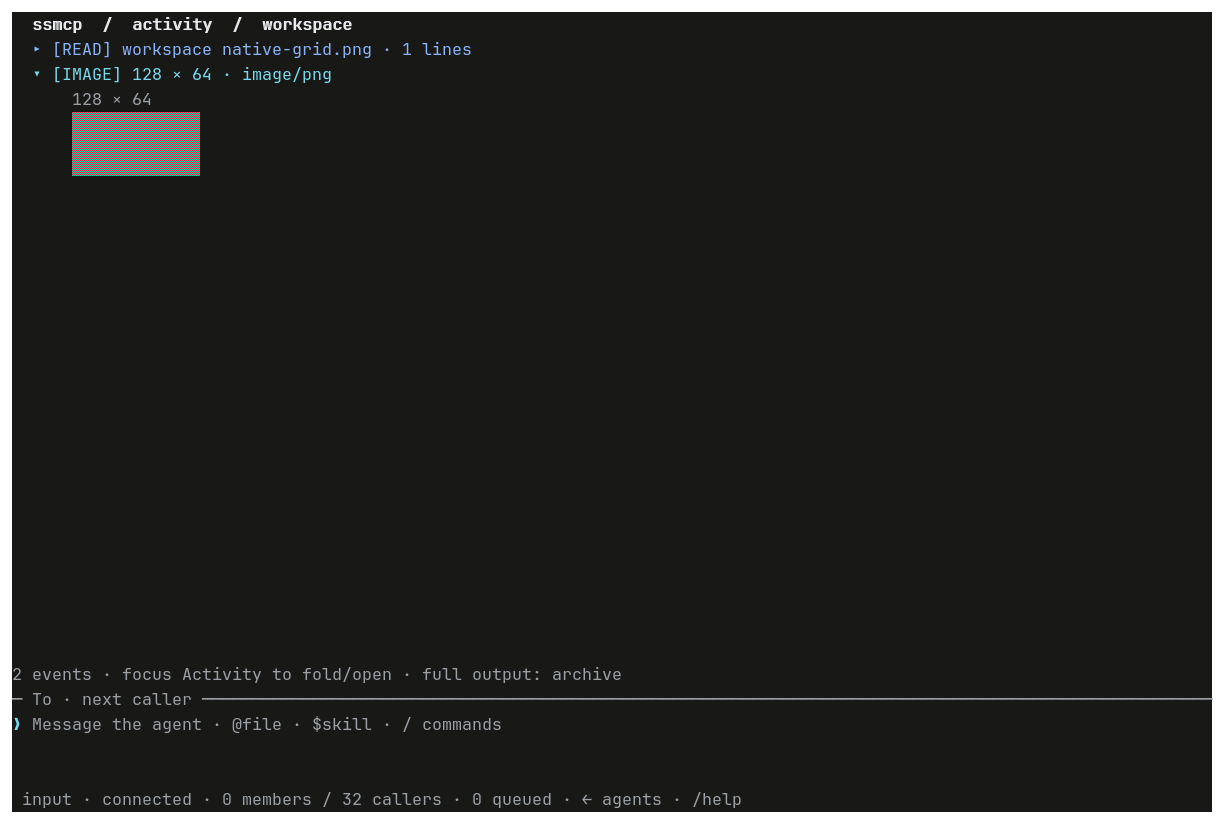 ssmcp / activity / workspace
▸ [READ] workspace native-grid.png · 1 lines
▾ [IMAGE] 128 × 64 · image/png
128 × 64
2 events · focus Activity to fold/open · full output: archive
To · next caller
❯ Message the agent · @file · $skill · / commands
input · connected · 0 members / 32 callers · 0 queued · ← agents · /help